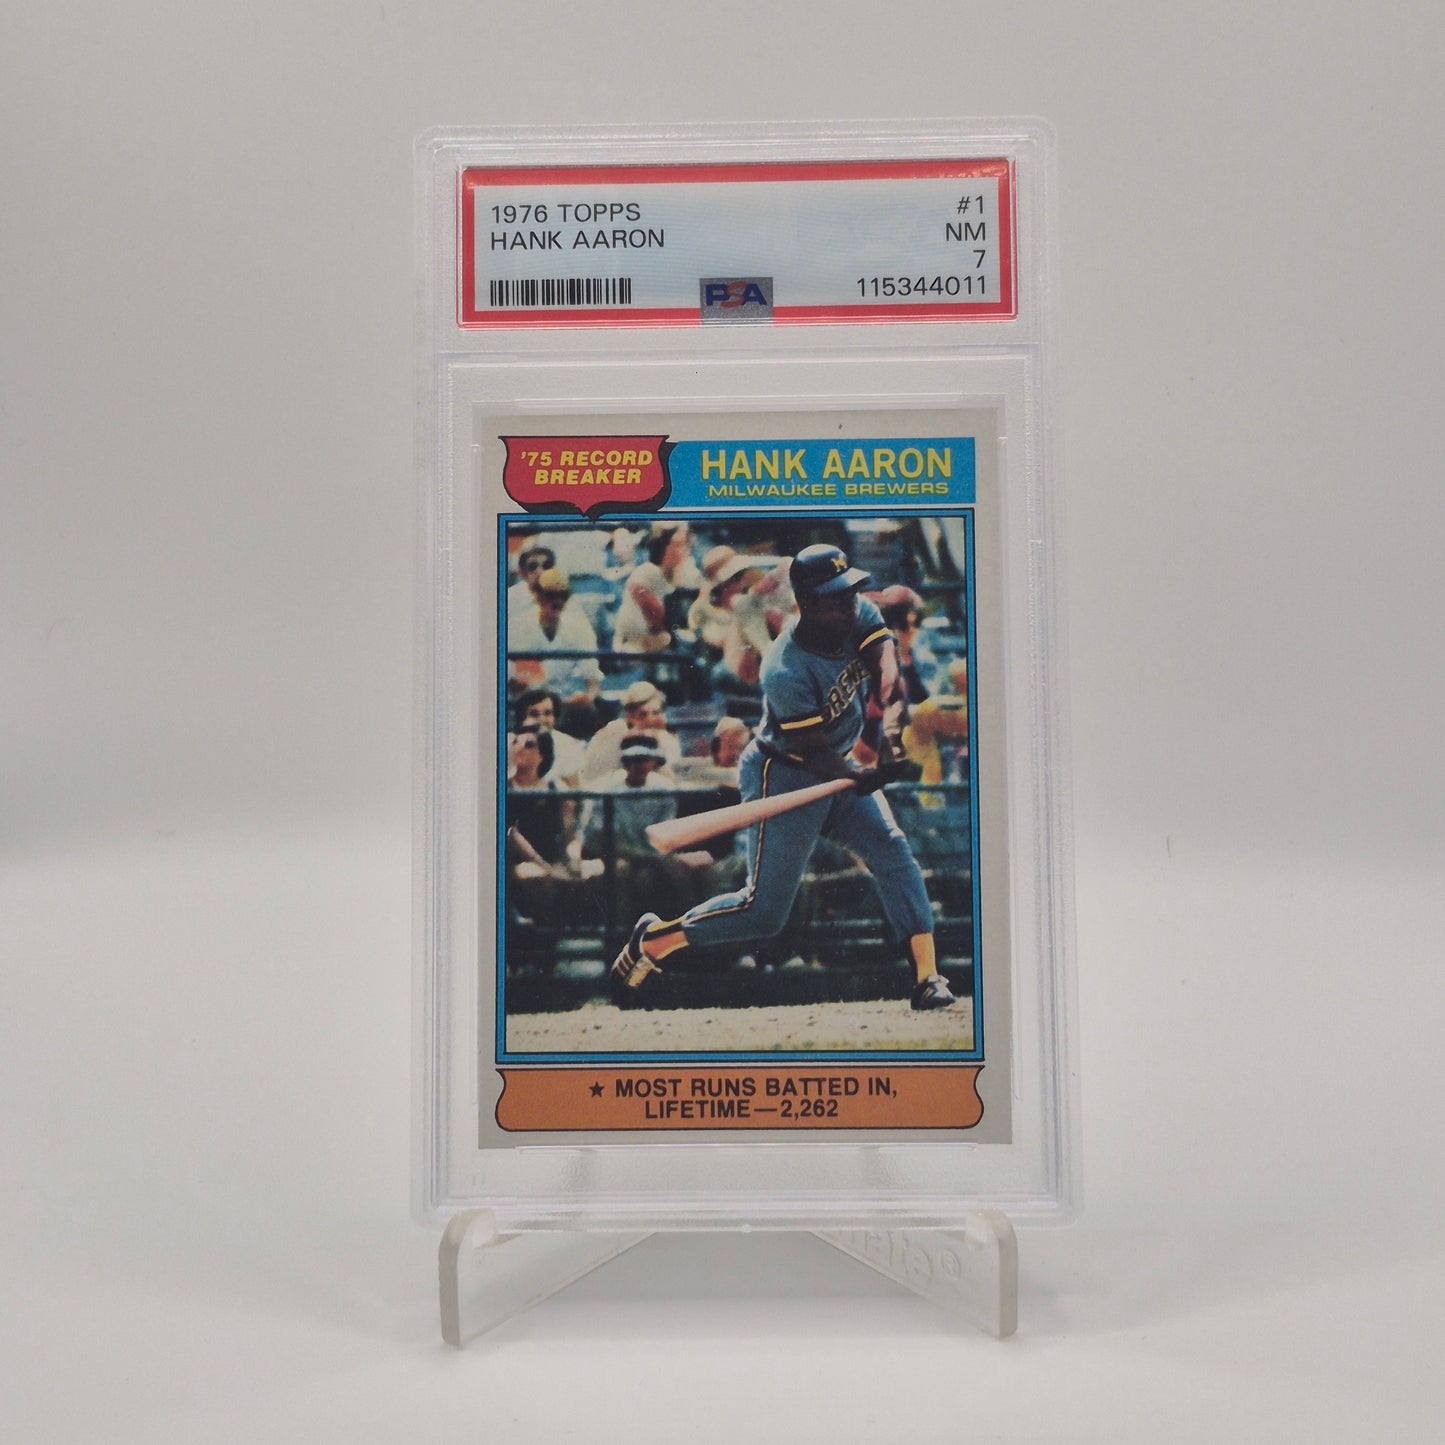 1976 TOPPS
HANK AARON
#1
NM
7
115344011
PSA
'75 RECORD
BREAKER
HANK AARON
MILWAUKEE BREWERS
M
★ MOST RUNS BATTED IN,
LIFETIME—2,262